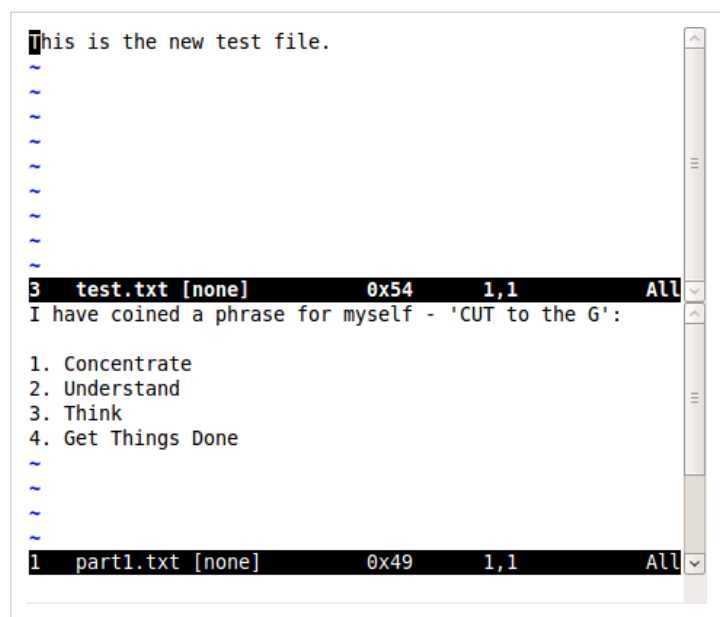 This is the new test file.
~
~
~
~
~
~
~
~
~
3 test.txt [none] 0x54 1,1 All
I have coined a phrase for myself - 'CUT to the G':
1. Concentrate
2. Understand
3. Think
4. Get Things Done
~
~
~
~
1 part1.txt [none] 0x49 1,1 All